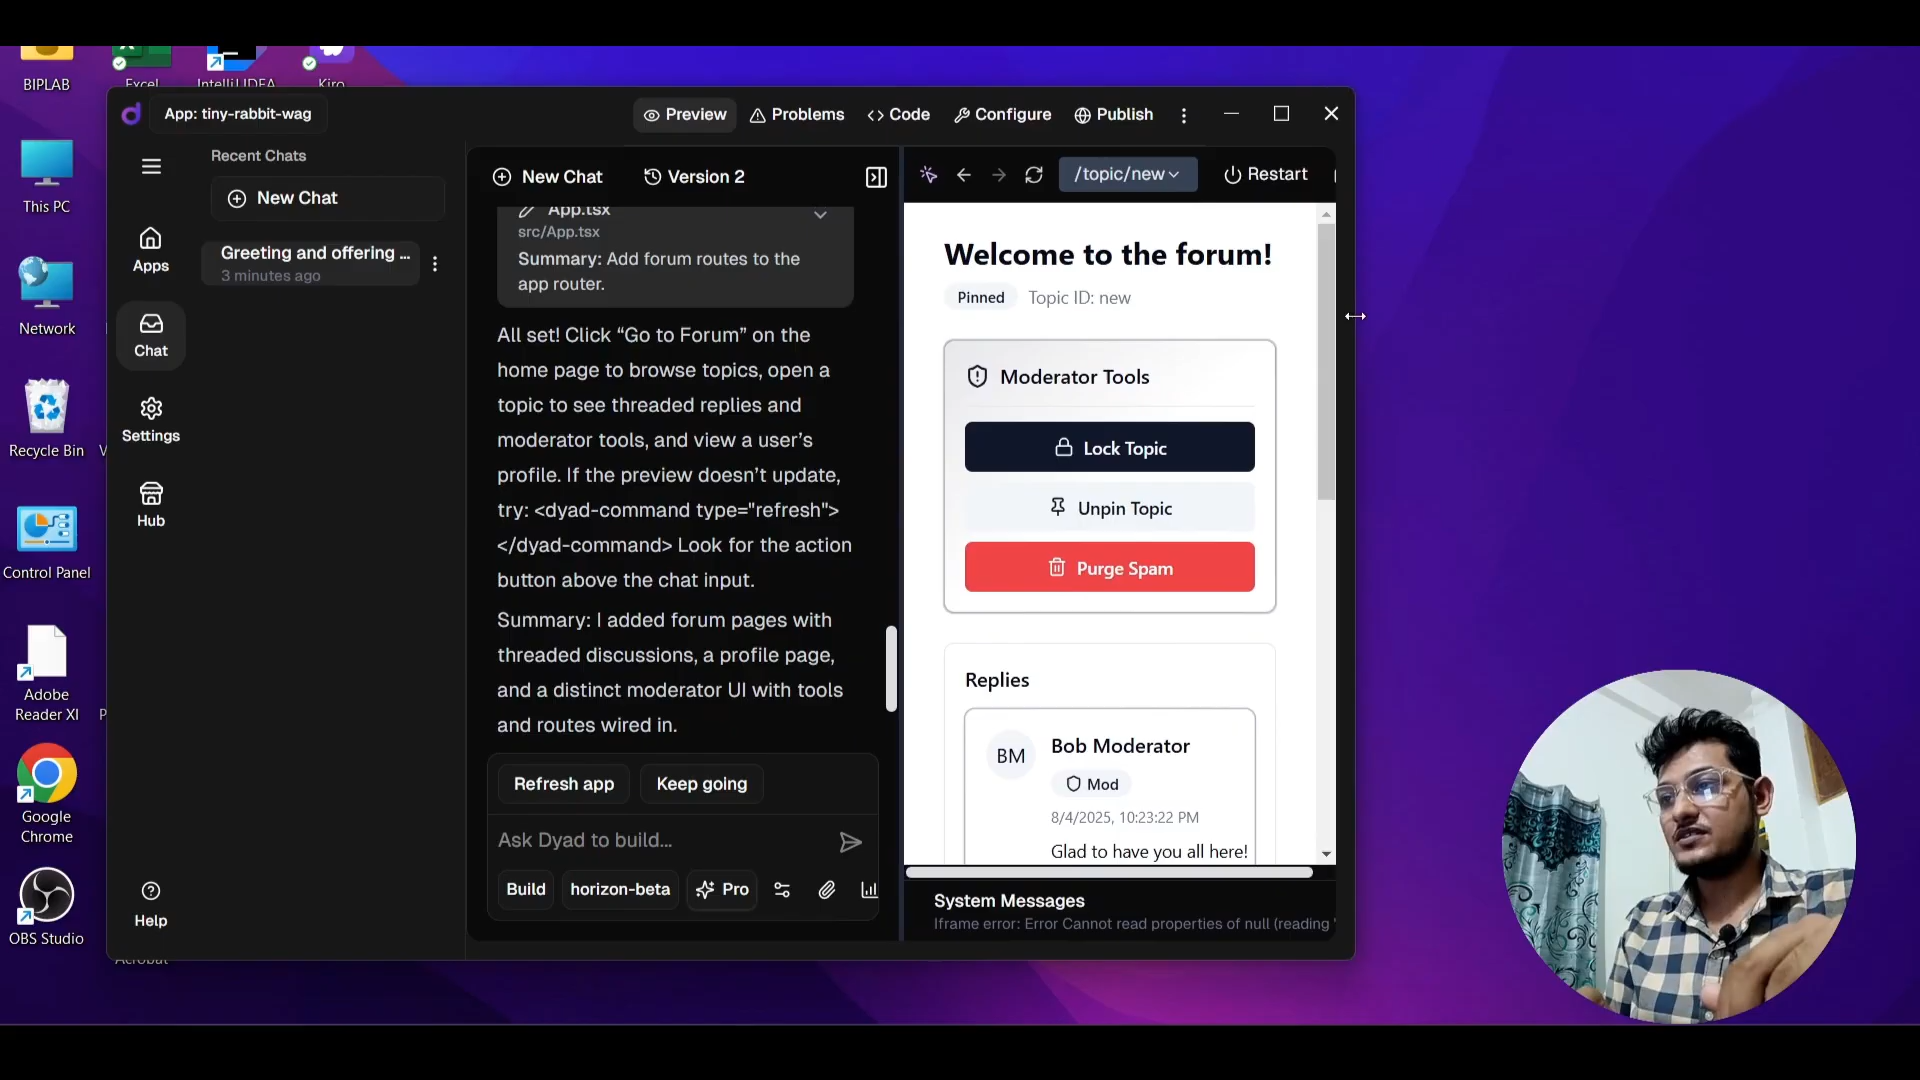 BIPLAB
Excel
IntelliJ IDEA
Kiro
This PC
Network
Recycle Bin
Control Panel
Adobe
Reader XI
Google
Chrome
OBS Studio
App: tiny-rabbit-wag
Preview
Problems
Code
Configure
Publish
Apps
Chat
Settings
Hub
Help
Recent Chats
New Chat
Greeting and offering ...
3 minutes ago
New Chat
Version 2
App.tsx
src/App.tsx
Summary: Add forum routes to the
app router.
All set! Click “Go to Forum” on the
home page to browse topics, open a
topic to see threaded replies and
moderator tools, and view a user’s
profile. If the preview doesn’t update,
try: <dyad-command type="refresh">
</dyad-command> Look for the action
button above the chat input.
Summary: I added forum pages with
threaded discussions, a profile page,
and a distinct moderator UI with tools
and routes wired in.
Refresh app
Keep going
Ask Dyad to build...
Build
horizon-beta
Pro
/topic/new
Restart
Welcome to the forum!
Pinned
Topic ID: new
Moderator Tools
Lock Topic
Unpin Topic
Purge Spam
Replies
BM
Bob Moderator
Mod
8/4/2025, 10:23:22 PM
Glad to have you all here!
System Messages
Iframe error: Error Cannot read properties of null (reading '